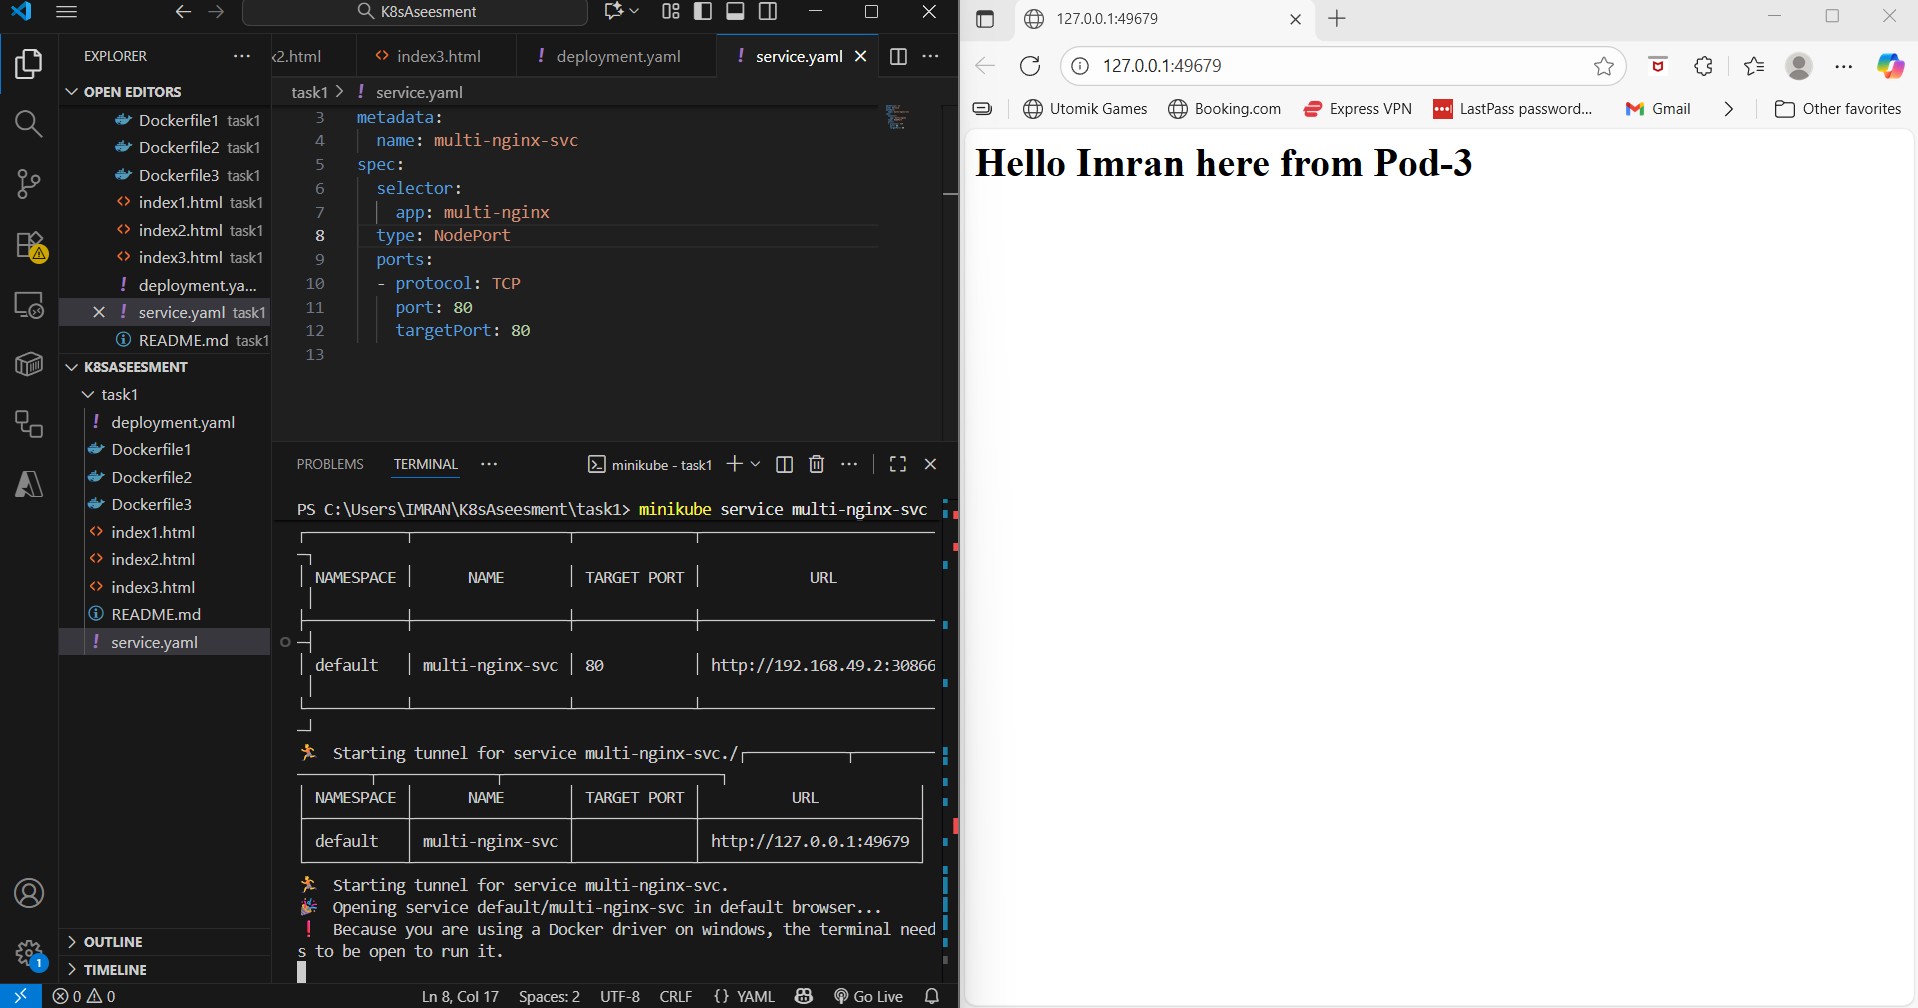 K8sAseesment
EXPLORER
OPEN EDITORS
Dockerfile1 task1
Dockerfile2 task1
Dockerfile3 task1
index1.html task1
index2.html task1
index3.html task1
deployment.ya...
service.yaml task1
README.md task1
K8SASEESMENT
task1
deployment.yaml
Dockerfile1
Dockerfile2
Dockerfile3
index1.html
index2.html
index3.html
README.md
service.yaml
OUTLINE
TIMELINE
x2.html
index3.html
deployment.yaml
service.yaml
task1 > service.yaml
3 metadata:
4 name: multi-nginx-svc
5 spec:
6 selector:
7 app: multi-nginx
8 type: NodePort
9 ports:
10 - protocol: TCP
11 port: 80
12 targetPort: 80
13
PROBLEMS TERMINAL
minikube - task1
PS C:\Users\IMRAN\K8sAseesment\task1> minikube service multi-nginx-svc
NAMESPACE | NAME | TARGET PORT | URL
default | multi-nginx-svc | 80 | http://192.168.49.2:30866
Starting tunnel for service multi-nginx-svc./
NAMESPACE | NAME | TARGET PORT | URL
default | multi-nginx-svc | | http://127.0.0.1:49679
Starting tunnel for service multi-nginx-svc.
Opening service default/multi-nginx-svc in default browser...
! Because you are using a Docker driver on windows, the terminal need
s to be open to run it.
1
0 0
Ln 8, Col 17 Spaces: 2 UTF-8 CRLF {} YAML Go Live
127.0.0.1:49679
127.0.0.1:49679
Utomik Games Booking.com Express VPN LastPass password... Gmail Other favorites
Hello Imran here from Pod-3